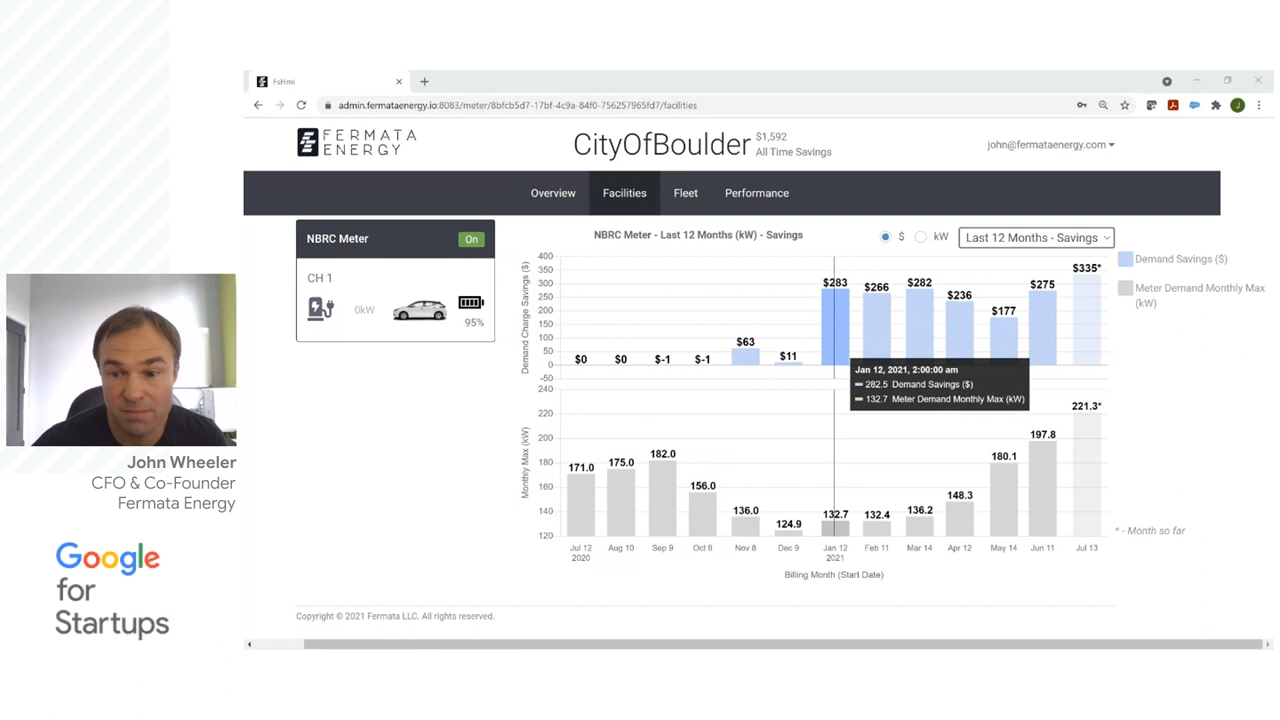 FsHmi
admin.fermataenergy.io:8083/meter/8bfcb5d7-17bf-4c9a-84f0-756257965fd7/facilities
J
FERMATA
ENERGY
CityOfBoulder
$1,592
All Time Savings
john@fermataenergy.com
Overview
Facilities
Fleet
Performance
NBRC Meter
On
CH 1
0kW
95%
NBRC Meter - Last 12 Months (kW) - Savings
$
kW
Last 12 Months - Savings
Demand Savings ($)
Meter Demand Monthly Max
(kW)
Demand Charge Savings ($)
400
350
300
250
200
150
100
50
0
-50
$0
$0
$-1
$-1
$63
$11
$283
$266
$282
$236
$177
$275
$335*
Jan 12, 2021, 2:00:00 am
282.5 Demand Savings ($)
132.7 Meter Demand Monthly Max (kW)
Monthly Max (kW)
240
220
200
180
160
140
120
171.0
175.0
182.0
156.0
136.0
124.9
132.7
132.4
136.2
148.3
180.1
197.8
221.3*
Jul 12
2020
Aug 10
Sep 9
Oct 8
Nov 8
Dec 9
Jan 12
2021
Feb 11
Mar 14
Apr 12
May 14
Jun 11
Jul 13
* - Month so far
Billing Month (Start Date)
Copyright © 2021 Fermata LLC. All rights reserved.
John Wheeler
CFO & Co-Founder
Fermata Energy
Google
for
Startups